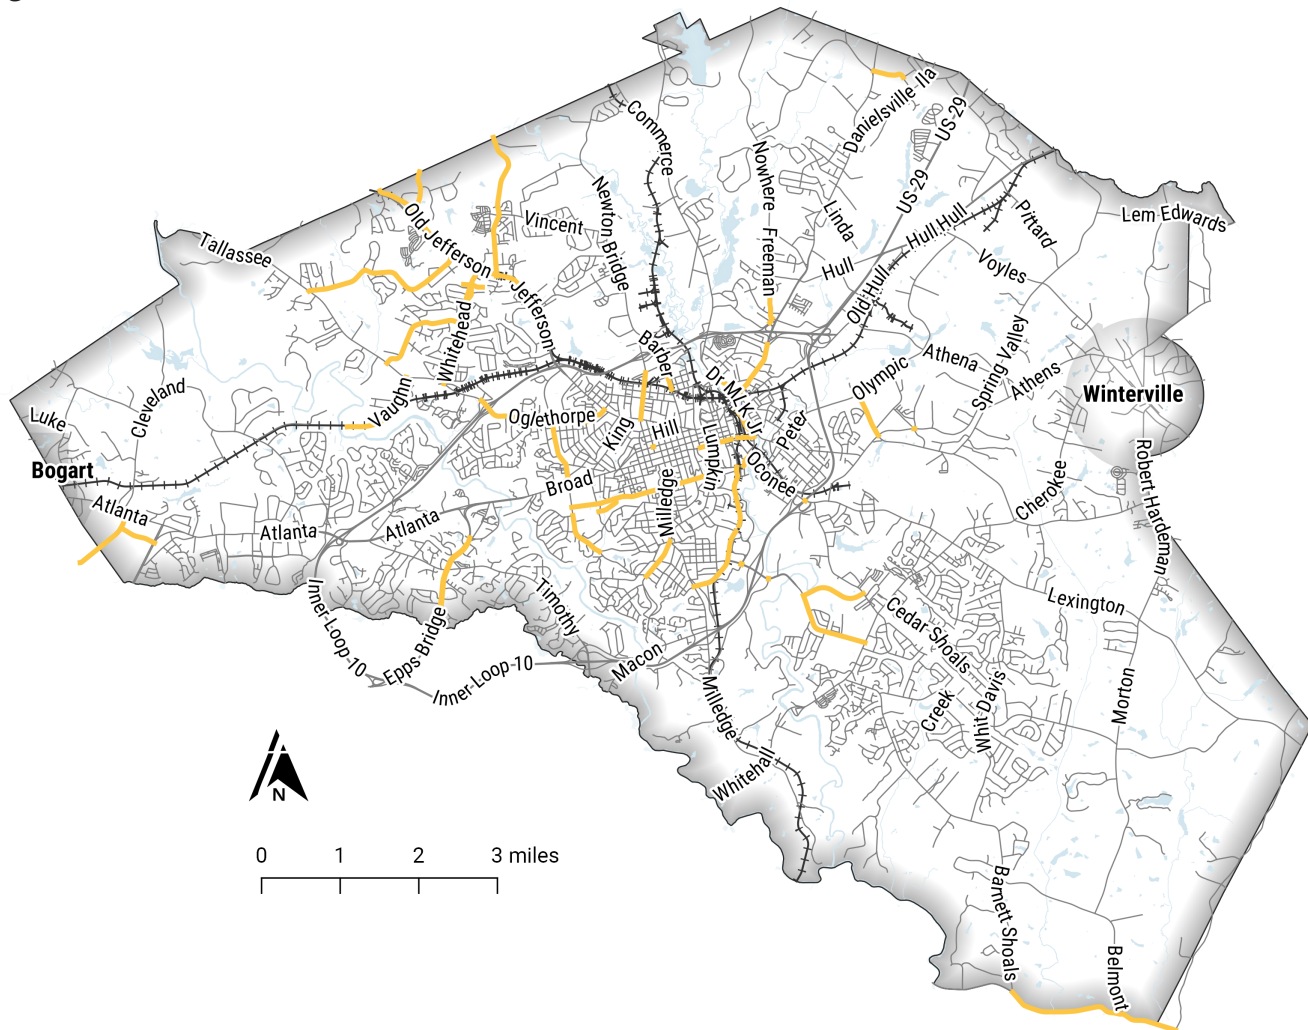 Commerce
Danielsville-Ila
US-29
Nowhere
Freeman
US-29
Newton Bridge
Vincent
Linda
Hull-Hull
Pittard
Lem Edwards
Old Jefferson
Tallassee
Hull
Voyles
Old Hull
Jefferson
Whitehead
Barber
Dr M L K Jr
Athena
Spring Valley
Athens
Olympic
Winterville
Cleveland
Luke
Vaughn
Oglethorpe
King
Hill
Lumpkin
Peter
Bogart
Broad
Milledge
Oconee
Cherokee
Robert Hardeman
Atlanta
Atlanta
Atlanta
Inner-Loop-10
Epps Bridge
Inner-Loop-10
Timothy
Macon
Cedar Shoals
Lexington
Milledge
Creek
Whit Davis
Morton
Whitehall
N
0 1 2 3 miles
Barnett-Shoals
Belmont